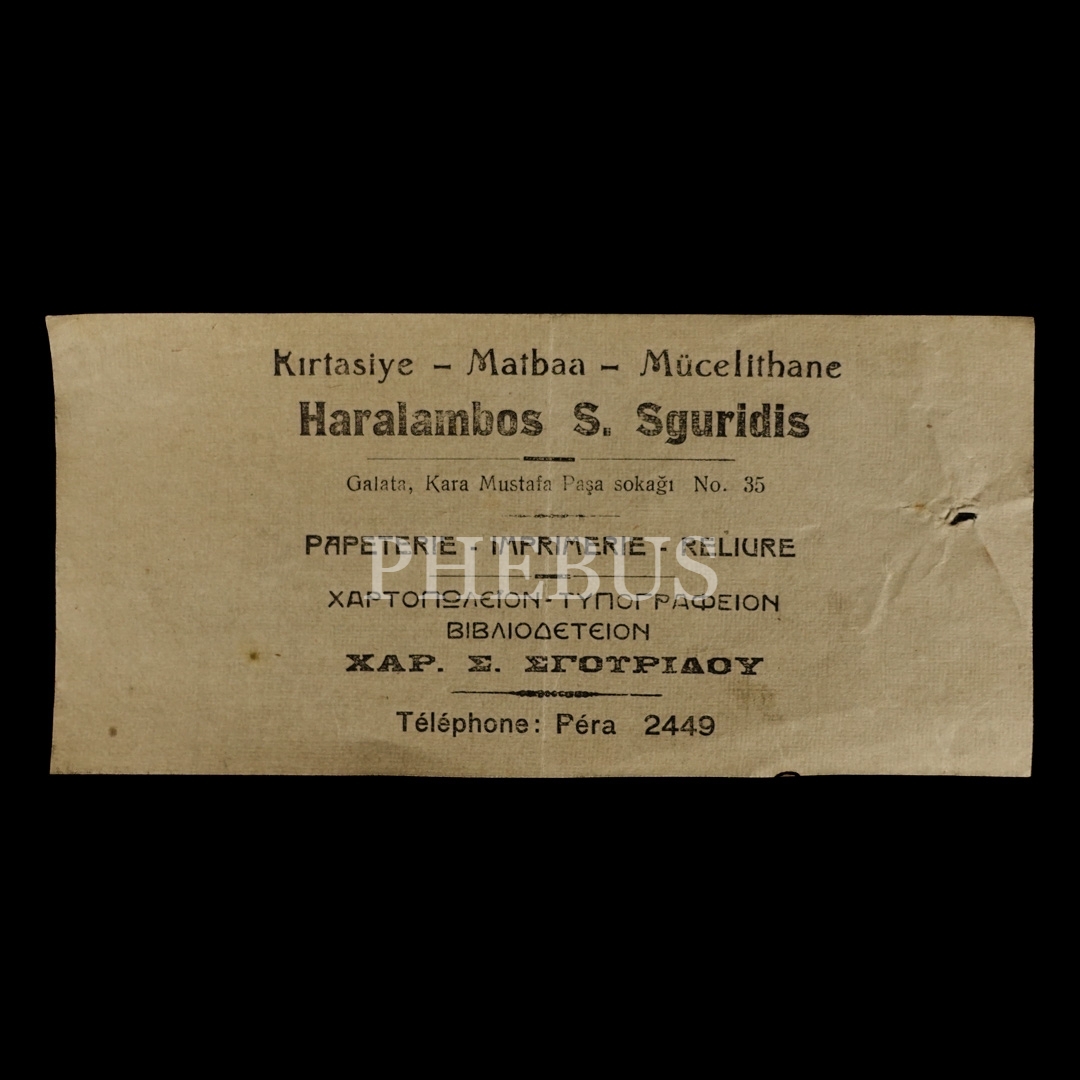 Kırtasiye – Matbaa – Mücelithane
Haralambos S. Sguridis
Galata, Kara Mustafa Paşa sokağı No. 35
PAPETERIE - IMPRIMERIE - RELIURE
PHEBUS
ΧΑΡΤΟΠΩΛΕΙΟΝ - ΤΥΠΟΓΡΑΦΕΙΟΝ
ΒΙΒΛΙΟΔΕΤΕΙΟΝ
ΧΑΡ. Σ. ΣΓΟΤΡΙΔΟΥ
Téléphone: Péra 2449